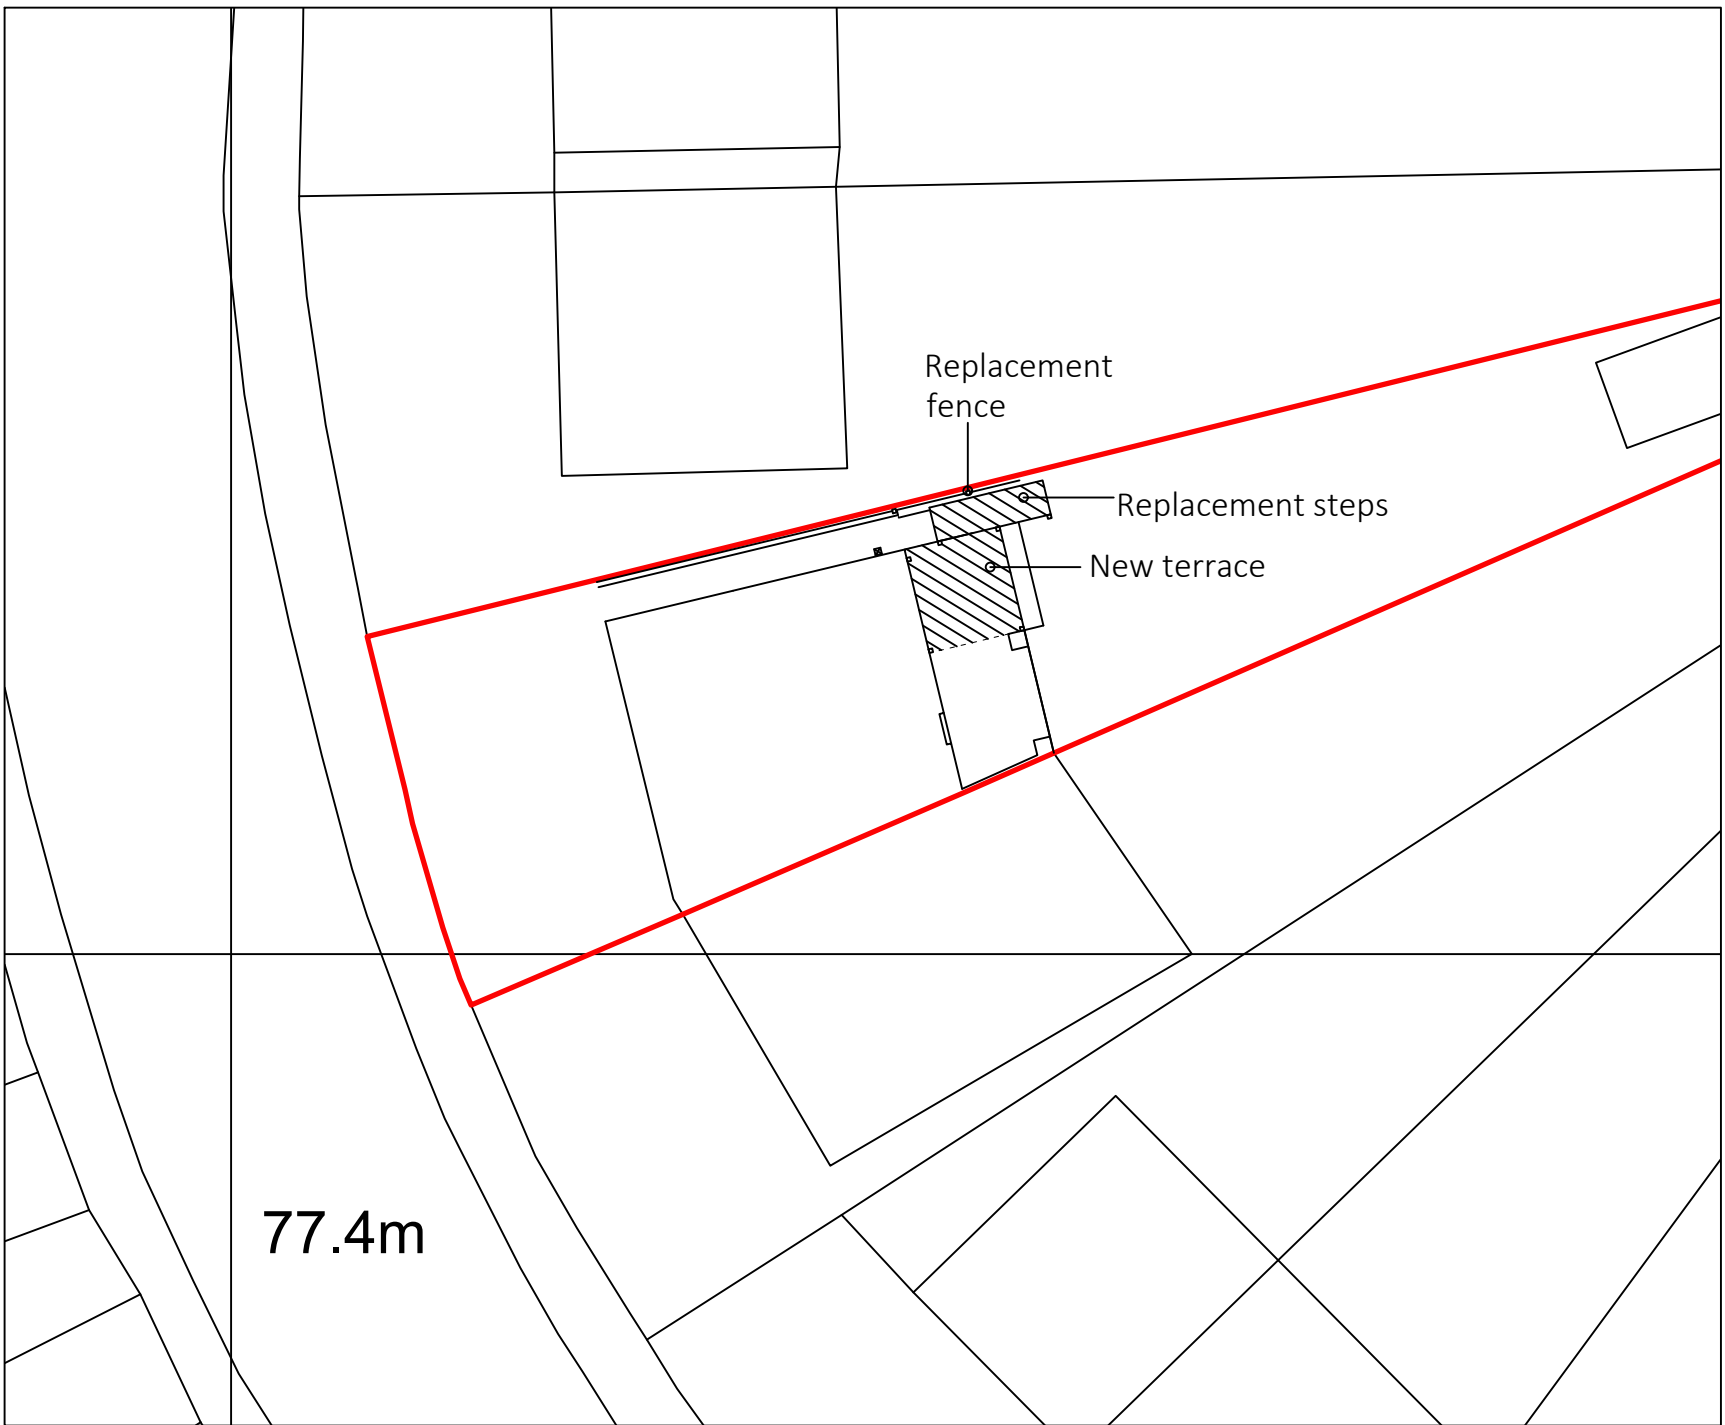 Replacement
fence
Replacement steps
New terrace
77.4m